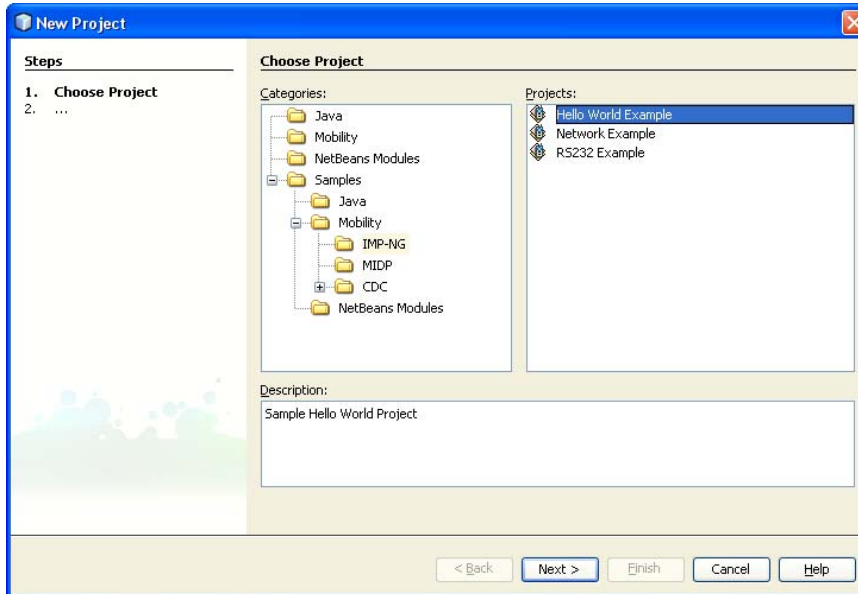 New Project
Steps
1. Choose Project
2. ...
Choose Project
Categories:
Java
Mobility
NetBeans Modules
Samples
Java
Mobility
IMP-NG
MIDP
CDC
NetBeans Modules
Projects:
Hello World Example
Network Example
RS232 Example
Description:
Sample Hello World Project
< Back
Next >
Finish
Cancel
Help